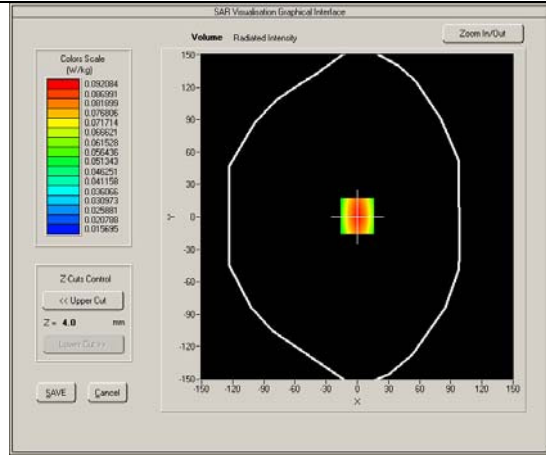 SAR Visualisation Graphical Interface
Volume Radiated Intensity
Zoom In/Out
Colors Scale
(W/kg)
0.092084
0.086991
0.081899
0.076806
0.071714
0.066621
0.061528
0.056436
0.051343
0.046251
0.041158
0.036066
0.030973
0.025881
0.020788
0.015695
Z-Cuts Control
<< Upper Cut
Z = 4.0 mm
Lower Cut >>
SAVE
Cancel
150-
120-
90-
60-
30-
0-
-30-
-60-
-90-
-120-
-150-
Y
-150 -120 -90 -60 -30 0 30 60 90 120 150
X